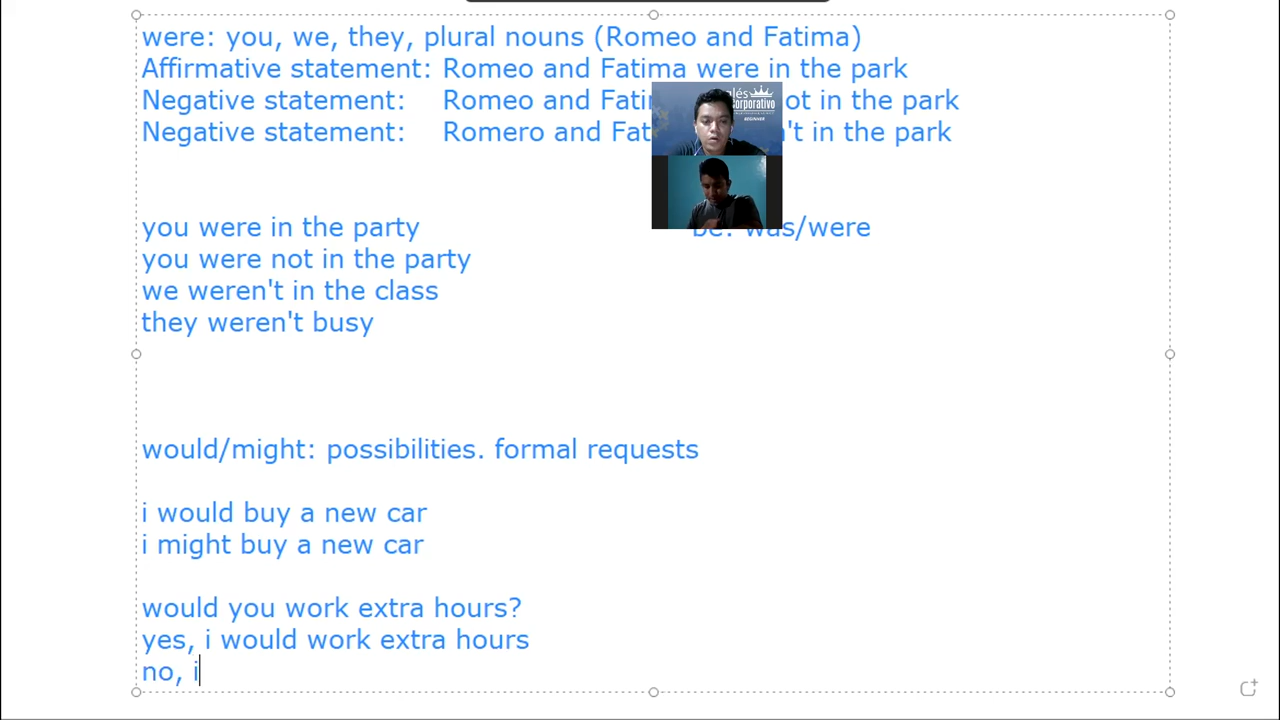 were: you, we, they, plural nouns (Romeo and Fatima)
Affirmative statement: Romeo and Fatima were in the park
Negative statement: Romeo and in the park
Negative statement: Romero and in the park
you were in the party
was/were
you were not in the party
we weren't in the class
they weren't busy
would/might: possibilities. formal requests
i would buy a new car
i might buy a new car
would you work extra hours?
yes, i would work extra hours
no, i
BEGINNER